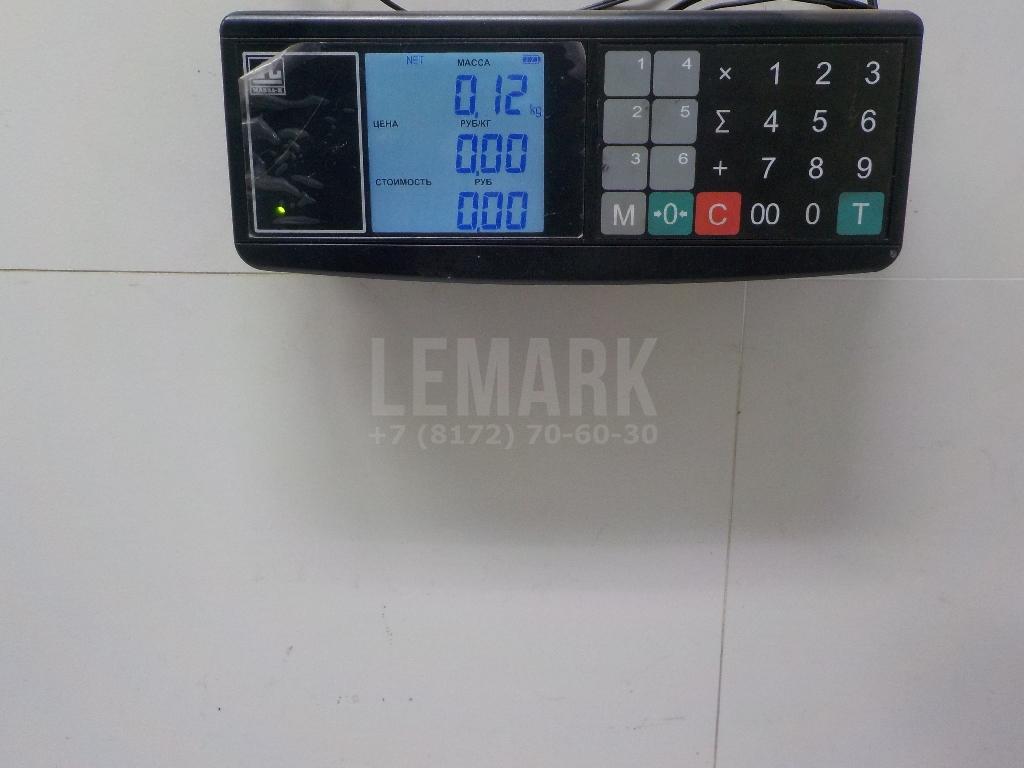 МАССА-К
NET МАССА
0,12 kg
ЦЕНА РУБ/КГ
0,00
СТОИМОСТЬ РУБ
0,00
1 4 × 1 2 3
2 5 Σ 4 5 6
3 6 + 7 8 9
M →0← C 00 0 T
LEMARK
+7 (8172) 70-60-30